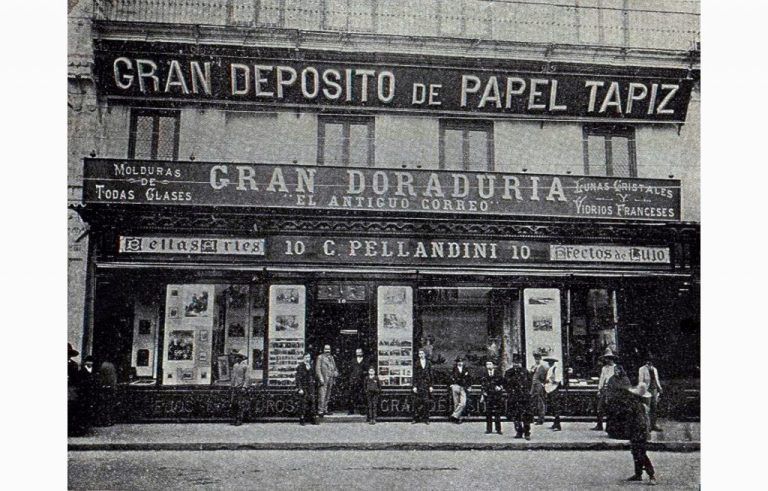 GRAN DEPOSITO DE PAPEL TAPIZ
MOLDURAS
DE
TODAS CLASES
GRAN DORADURIA
"EL ANTIGUO CORREO"
LUNAS CRISTALES
Y
VIDRIOS FRANCESES
Bellas Artes
10 C. PELLANDINI 10
Efectos de Lujo
GRAN